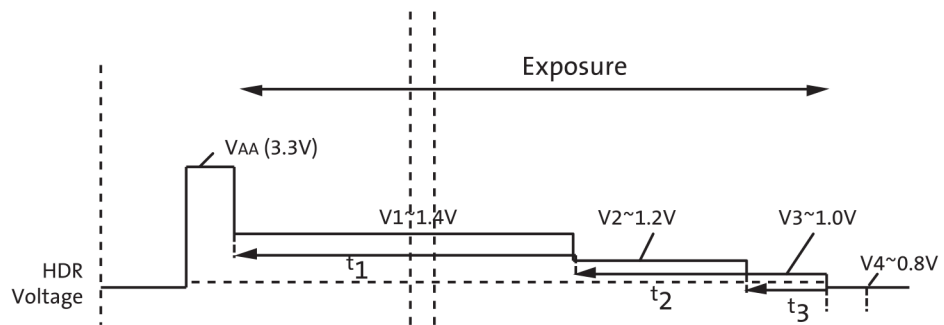 Exposure
VAA (3.3V)
V1~1.4V
V2~1.2V
V3~1.0V
HDR
Voltage
V4~0.8V
t1
t2
t3